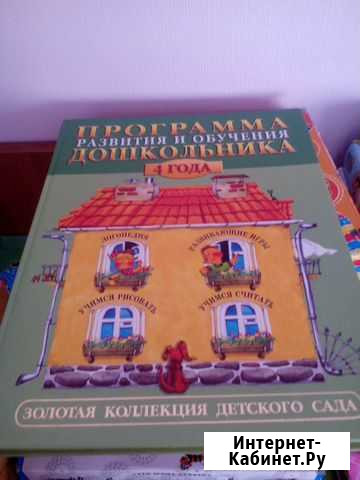 ПРОГРАММА
РАЗВИТИЯ И ОБУЧЕНИЯ
ДОШКОЛЬНИКА
4 ГОДА
ЛОГОПЕДИЯ
РАЗВИВАЮЩИЕ ИГРЫ
УЧИМСЯ РИСОВАТЬ
УЧИМСЯ СЧИТАТЬ
ЗОЛОТАЯ КОЛЛЕКЦИЯ ДЕТСКОГО САДА
Интернет-
Кабинет.Ру